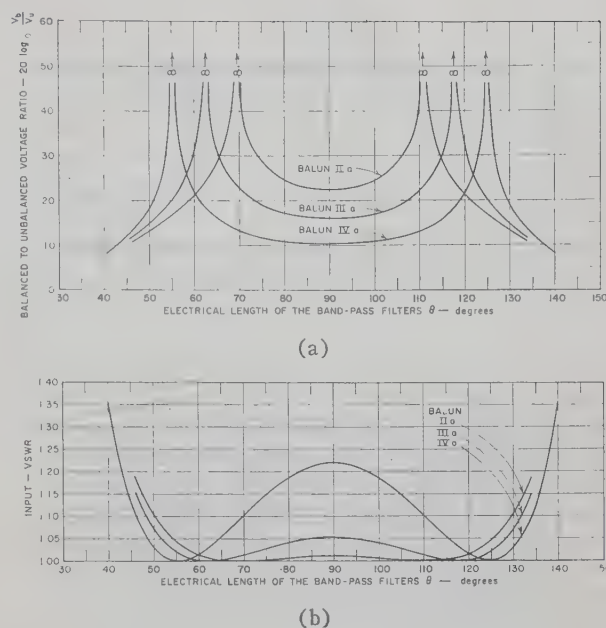 BALANCED TO UNBALANCED VOLTAGE RATIO — 20 log
Vb
Vu
60
50
40
30
20
10
0
∞ ∞ ∞ ∞ ∞ ∞
BALUN II a
BALUN III a
BALUN IV a
30 40 50 60 70 80 90 100 110 120 130 140 150
ELECTRICAL LENGTH OF THE BAND-PASS FILTERS θ — degrees
(a)
INPUT — VSWR
1 40
1 35
1.30
1.25
1.20
1.15
1 10
1.05
1 00
BALUN
II a
III a
IV a
30 40 50 60 70 80 90 100 110 120 130 140
ELECTRICAL LENGTH OF THE BAND-PASS FILTERS θ — degrees
(b)